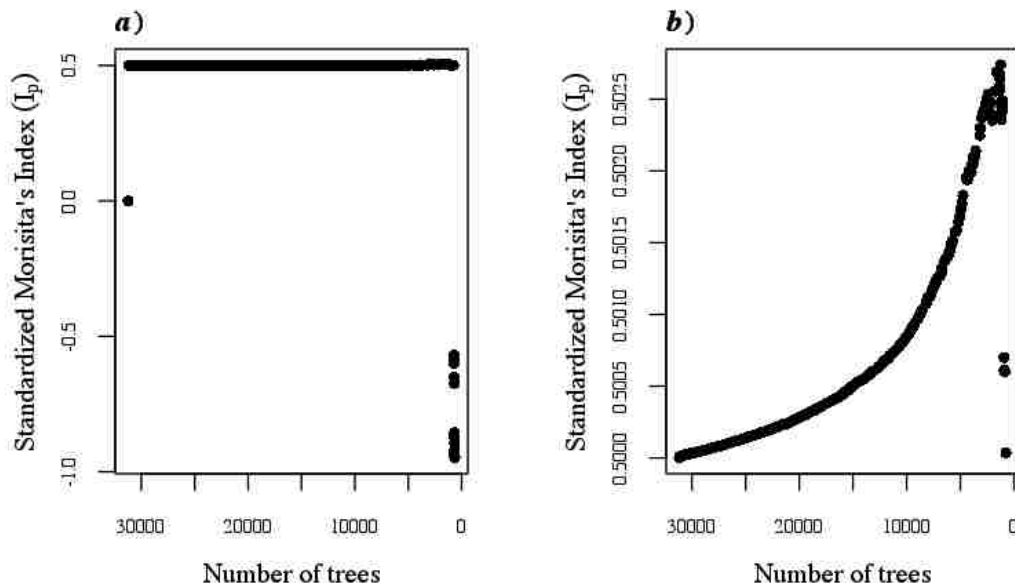 a)
Standardized Morisita's Index (Ip)
0.5
0.0
-0.5
-1.0
30000 20000 10000 0
Number of trees
b)
Standardized Morisita's Index (Ip)
0.5025
0.5020
0.5015
0.5010
0.5005
0.5000
30000 20000 10000 0
Number of trees